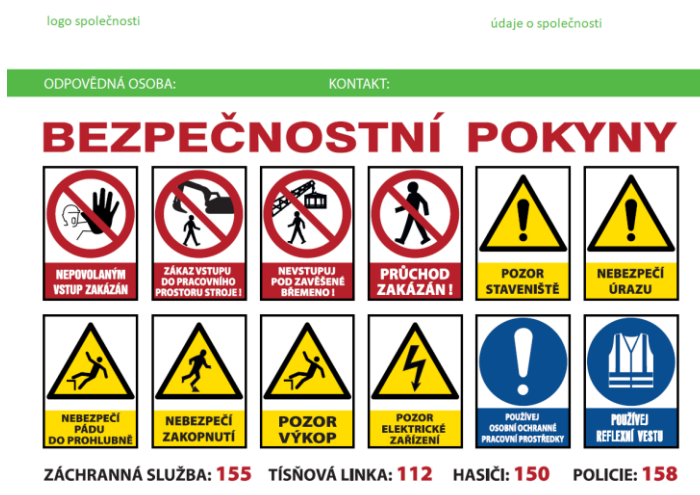 logo společnosti
údaje o společnosti
ODPOVĚDNÁ OSOBA:
KONTAKT:
BEZPEČNOSTNÍ POKYNY
NEPOVOLANÝM
VSTUP ZAKÁZÁN
ZÁKAZ VSTUPU
DO PRACOVNÍHO
PROSTORU STROJE !
NEVSTUPUJ
POD ZAVĚŠENÉ
BŘEMENO !
PRŮCHOD
ZAKÁZÁN !
POZOR
STAVENIŠTĚ
NEBEZPEČÍ
ÚRAZU
NEBEZPEČÍ
PÁDU
DO PROHLUBNĚ
NEBEZPEČÍ
ZAKOPNUTÍ
POZOR
VÝKOP
POZOR
ELEKTRICKÉ
ZAŘÍZENÍ
POUŽÍVEJ
OSOBNÍ OCHRANNÉ
PRACOVNÍ PROSTŘEDKY
POUŽÍVEJ
REFLEXNÍ VESTU
ZÁCHRANNÁ SLUŽBA: 155 TÍSŇOVÁ LINKA: 112 HASIČI: 150 POLICIE: 158